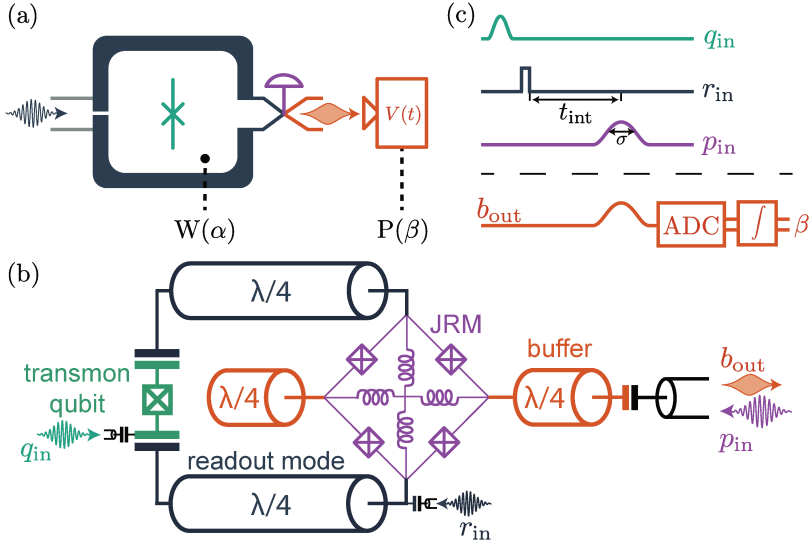 (a)
V(t)
W(α)
P(β)
(c)
q_in
r_in
t_int
p_in
σ
b_out
ADC
∫
β
(b)
λ/4
JRM
transmon
qubit
buffer
λ/4
λ/4
b_out
q_in
p_in
readout mode
λ/4
r_in